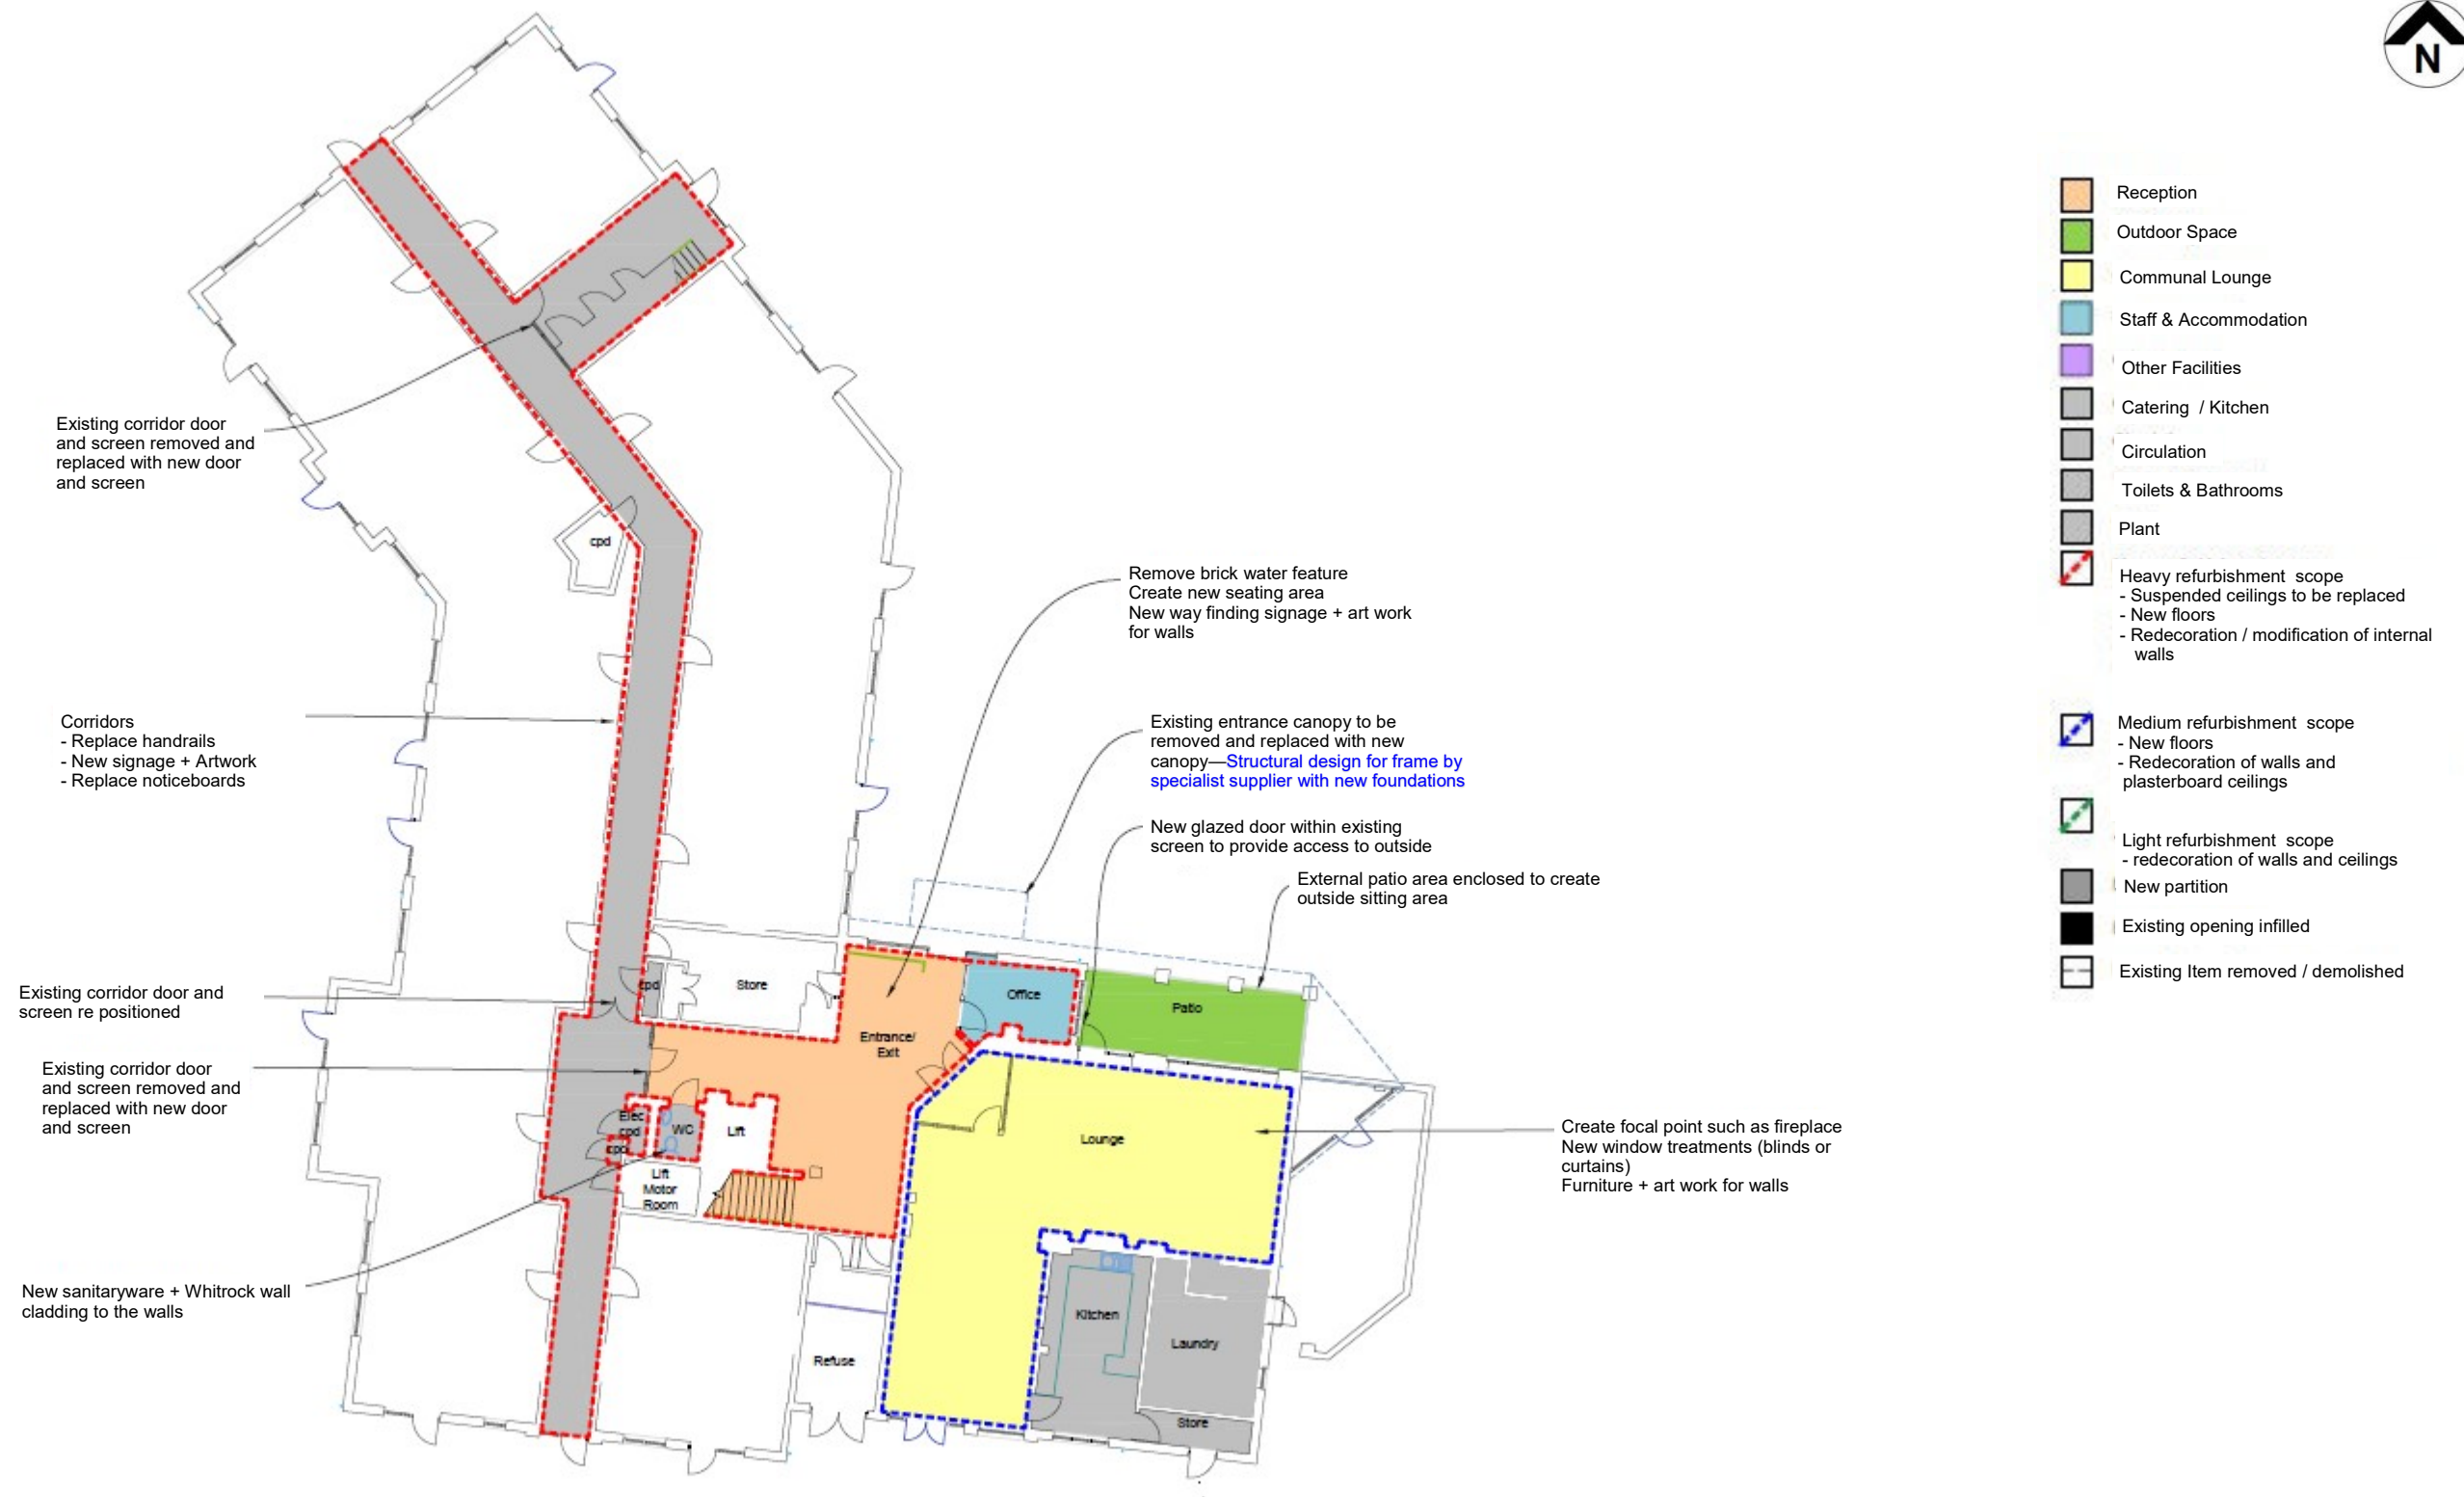 N
Reception
Outdoor Space
Communal Lounge
Staff & Accommodation
Other Facilities
Catering / Kitchen
Circulation
Toilets & Bathrooms
Plant
Heavy refurbishment scope
- Suspended ceilings to be replaced
- New floors
- Redecoration / modification of internal
walls
Medium refurbishment scope
- New floors
- Redecoration of walls and
plasterboard ceilings
Light refurbishment scope
- redecoration of walls and ceilings
New partition
Existing opening infilled
Existing Item removed / demolished
Existing corridor door
and screen removed and
replaced with new door
and screen
Corridors
- Replace handrails
- New signage + Artwork
- Replace noticeboards
Existing corridor door and
screen re positioned
Existing corridor door
and screen removed and
replaced with new door
and screen
New sanitaryware + Whitrock wall
cladding to the walls
Remove brick water feature
Create new seating area
New way finding signage + art work
for walls
Existing entrance canopy to be
removed and replaced with new
canopy—Structural design for frame by
specialist supplier with new foundations
New glazed door within existing
screen to provide access to outside
External patio area enclosed to create
outside sitting area
Create focal point such as fireplace
New window treatments (blinds or
curtains)
Furniture + art work for walls
cpd
cpd
Store
Office
Patio
Entrance/
Exit
Elec
cpd
WC
Lift
cpd
Lift
Motor
Room
Lounge
Kitchen
Laundry
Refuse
Store